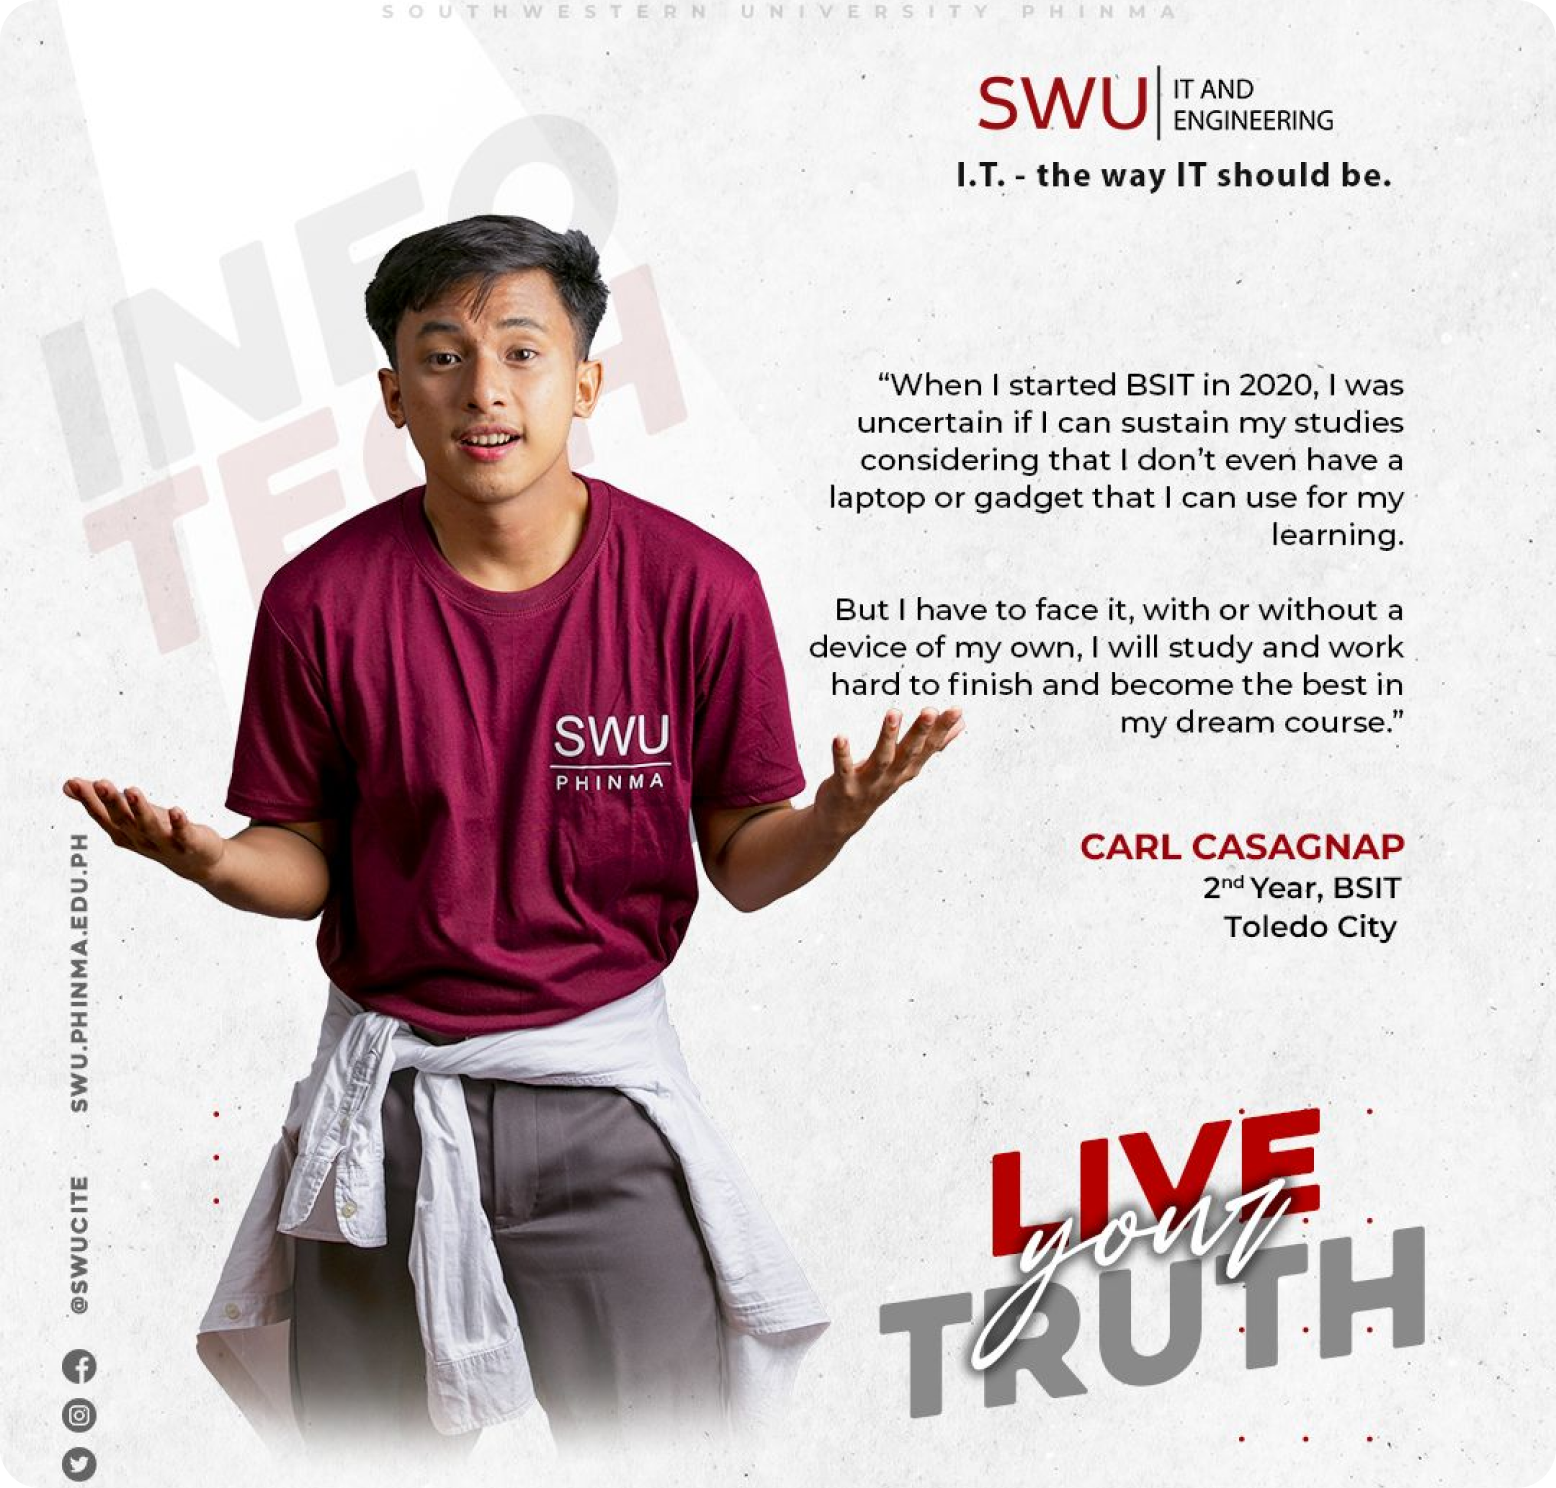 SOUTHWESTERN UNIVERSITY PHINMA
SWU IT AND
ENGINEERING
I.T. - the way IT should be.
INFO
TECH
“When I started BSIT in 2020, I was
uncertain if I can sustain my studies
considering that I don’t even have a
laptop or gadget that I can use for my
learning.
But I have to face it, with or without a
device of my own, I will study and work
hard to finish and become the best in
my dream course.”
SWU
PHINMA
CARL CASAGNAP
2nd Year, BSIT
Toledo City
SWU.PHINMA.EDU.PH
@SWUCITE
LIVE
your
TRUTH